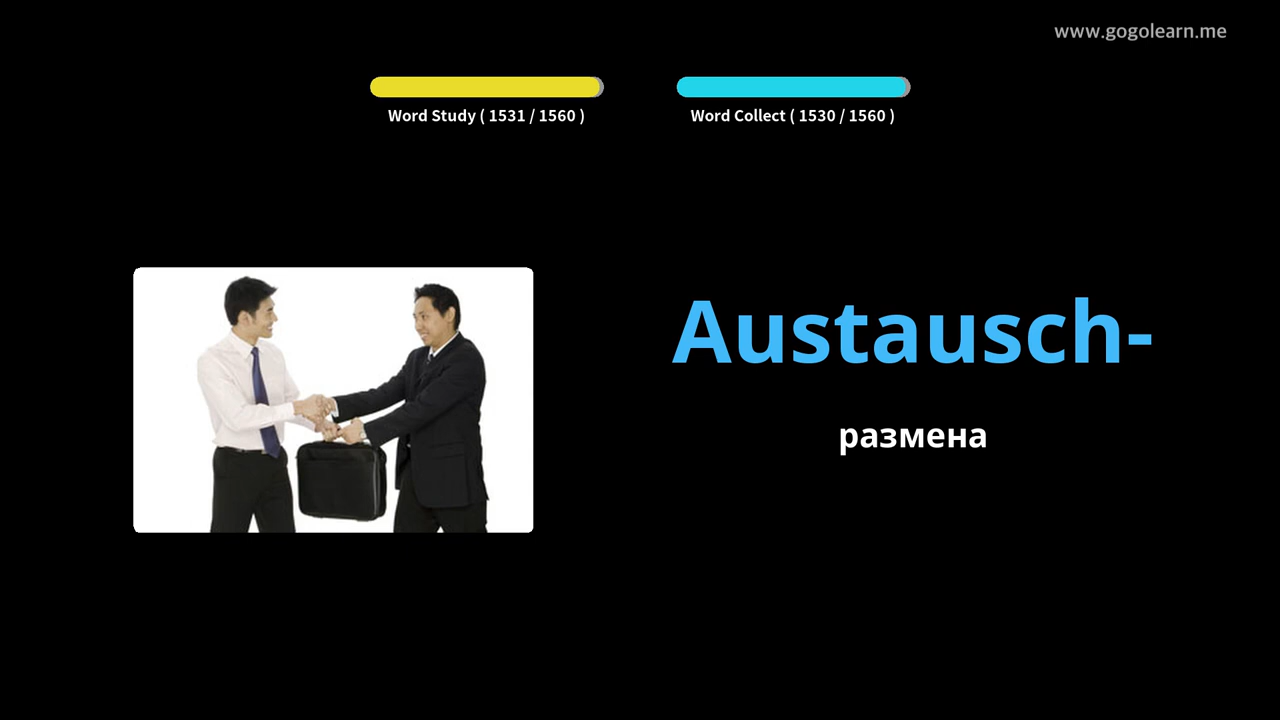 www.gogolearn.me
Word Study ( 1531 / 1560 )
Word Collect ( 1530 / 1560 )
Austausch-
размена